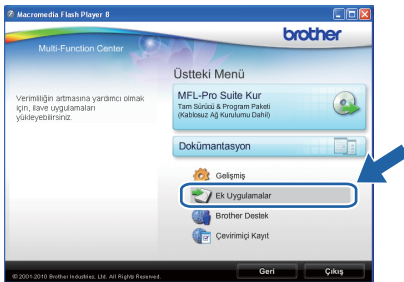 Macromedia Flash Player 8
brother
Multi-Function Center
Üstteki Menü
Verimliliğin artmasına yardımcı olmak
için, ilave uygulamaları
yükleyebilirsiniz.
MFL-Pro Suite Kur
Tam Sürücü & Program Paketi
(Kablosuz Ağ Kurulumu Dahil)
Dokümantasyon
Gelişmiş
Ek Uygulamalar
Brother Destek
Çevirimiçi Kayıt
© 2001-2010 Brother Industries, Ltd. All Rights Reserved.
Geri
Çıkış